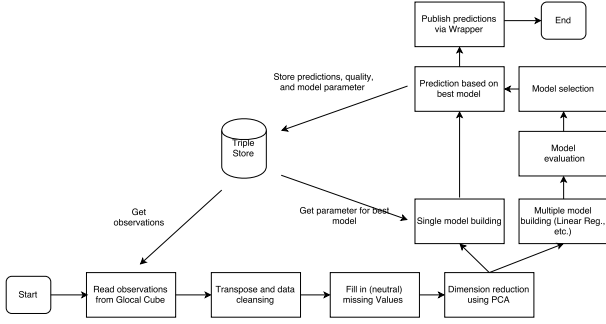 Publish predictions
via Wrapper
End
Store predictions, quality,
and model parameter
Prediction based on
best model
Model selection
Triple
Store
Model
evaluation
Get
observations
Get parameter for best
model
Single model building
Multiple model
building (Linear Reg.,
etc.)
Start
Read observations
from Glocal Cube
Transpose and data
cleansing
Fill in (neutral)
missing Values
Dimension reduction
using PCA